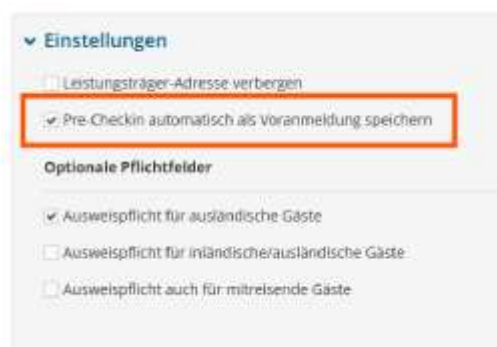 Einstellungen
Leistungsträger-Adresse verbergen
Pre-Checkin automatisch als Voranmeldung speichern
Optionale Pflichtfelder
Ausweispflicht für ausländische Gäste
Ausweispflicht für inländische/ausländische Gäste
Ausweispflicht auch für mitreisende Gäste